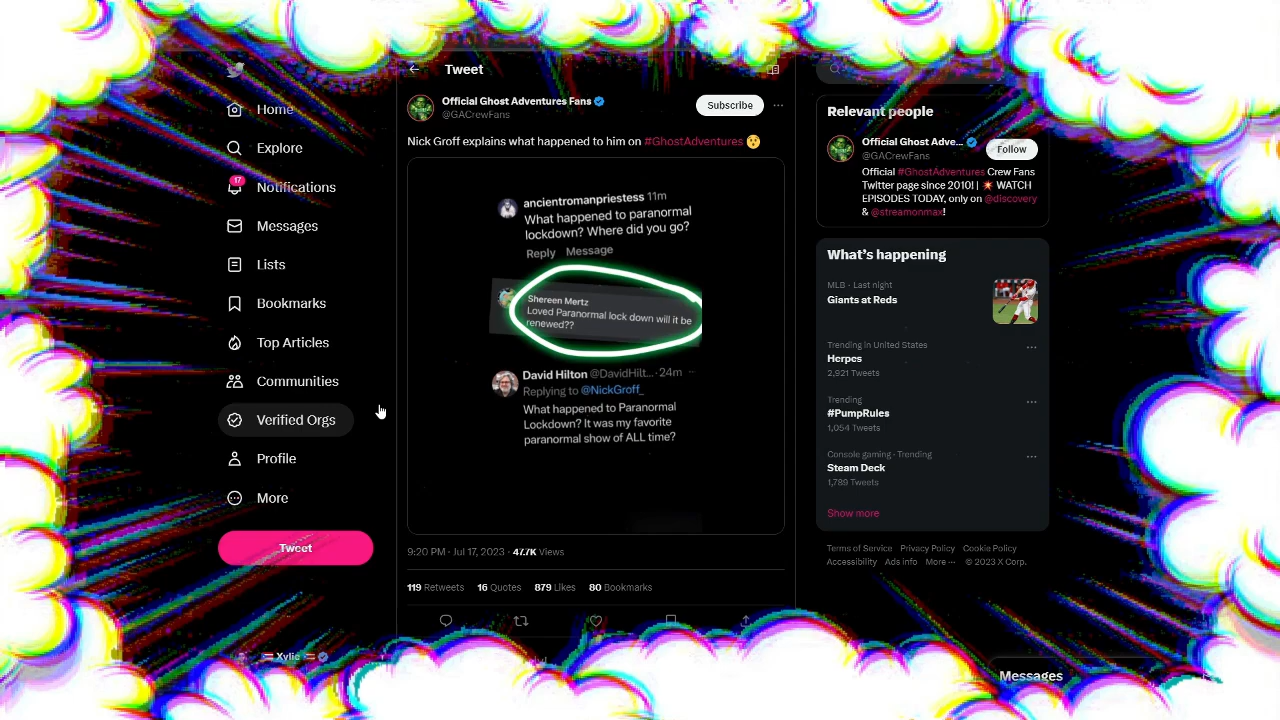 Home
Explore
17
Notifications
Messages
Lists
Bookmarks
Top Articles
Communities
Verified Orgs
Profile
More
Tweet
Xylie
Tweet
Official Ghost Adventures Fans
@GACrewFans
Subscribe
Nick Groff explains what happened to him on #GhostAdventures 😯
ancientromanpriestess 11m
What happened to paranormal
lockdown? Where did you go?
Reply Message
Shereen Mertz
Loved Paranormal lock down will it be
renewed??
David Hilton @DavidHilt... · 24m
Replying to @NickGroff_
What happened to Paranormal
Lockdown? It was my favorite
paranormal show of ALL time?
9:20 PM · Jul 17, 2023 · 47.7K Views
119 Retweets 16 Quotes 879 Likes 80 Bookmarks
Relevant people
Official Ghost Adve...
@GACrewFans
Follow
Official #GhostAdventures Crew Fans
Twitter page since 2010! | 💥 WATCH
EPISODES TODAY, only on @discovery
& @streamonmax!
What's happening
MLB · Last night
Giants at Reds
Trending in United States
Herpes
2,921 Tweets
Trending
#PumpRules
1,054 Tweets
Console gaming · Trending
Steam Deck
1,789 Tweets
Show more
Terms of Service Privacy Policy Cookie Policy
Accessibility Ads info More ··· © 2023 X Corp.
Messages